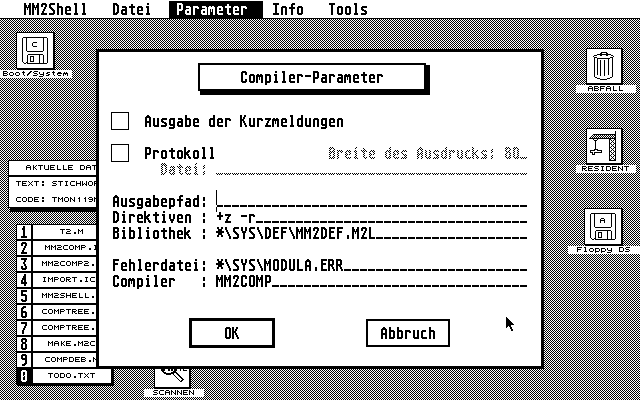 MM2Shell Datei Parameter Info Tools
C
Boot/System
Compiler-Parameter
ABFALL
Ausgabe der Kurzmeldungen
Protokoll Breite des Ausdrucks: 80_
Datei:
AKTUELLE DAT
RESIDENT
TEXT: STICHWOR
CODE: TMON119M
Ausgabepfad:
Direktiven : +z -r
Bibliothek : *\SYS\DEF\MM2DEF.M2L
A
Floppy DS
1 T2.M
2 MM2COMP.I
3 MM2COMP2.
Fehlerdatei: *\SYS\MODULA.ERR
4 IMPORT.IC
Compiler : MM2COMP
5 MM2SHELL.
6 COMPTREE.
7 COMPTREE.
OK Abbruch
8 MAKE.M2C
9 COMPDEB.M
0 TODO.TXT
SCANNEN